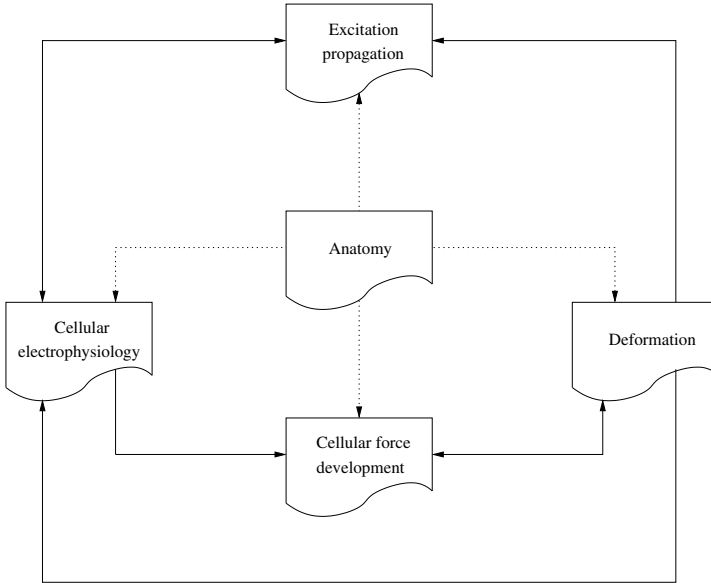 Excitation
propagation
Anatomy
Cellular
electrophysiology
Deformation
Cellular force
development